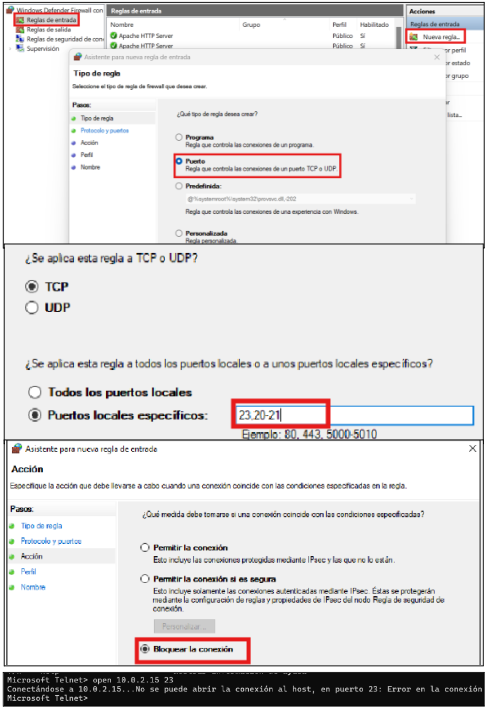 Windows Defender Firewall con
Reglas de entrada
Reglas de salida
Reglas de seguridad de con
Supervisión
Reglas de entrada
Nombre Grupo Perfil Habilitado
Apache HTTP Server Público Sí
Apache HTTP Server Público Sí
Acciones
Reglas de entrada
Nueva regla...
or perfil
or estado
or grupo
ar
lista...
Asistente para nueva regla de entrada
Tipo de regla
Seleccione el tipo de regla de firewall que desea crear.
Pasos:
Tipo de regla
Protocolo y puertos
Acción
Perfil
Nombre
¿Qué tipo de regla desea crear?
Programa
Regla que controla las conexiones de un programa.
Puerto
Regla que controla las conexiones de un puerto TCP o UDP.
Predefinida:
Regla que controla las conexiones de una experiencia con Windows.
Personalizada
Regla personalizada.
¿Se aplica esta regla a TCP o UDP?
TCP
UDP
¿Se aplica esta regla a todos los puertos locales o a unos puertos locales específicos?
Todos los puertos locales
Puertos locales específicos: 23,20-21
Ejemplo: 80, 443, 5000-5010
Asistente para nueva regla de entrada
Acción
Especifique la acción que debe llevarse a cabo cuando una conexión coincide con las condiciones especificadas en la regla.
Pasos:
Tipo de regla
Protocolo y puertos
Acción
Perfil
Nombre
¿Qué medida debe tomarse si una conexión coincide con las condiciones especificadas?
Permitir la conexión
Esto incluye las conexiones protegidas mediante IPsec y las que no lo están.
Permitir la conexión si es segura
Esto incluye solamente las conexiones autenticadas mediante IPsec. Éstas se protegerán
mediante la configuración de reglas y propiedades de IPsec del nodo Regla de seguridad de
conexión.
Personalizar...
Bloquear la conexión
Microsoft Telnet> open 10.0.2.15 23
Conectándose a 10.0.2.15...No se puede abrir la conexión al host, en puerto 23: Error en la conexión
Microsoft Telnet>